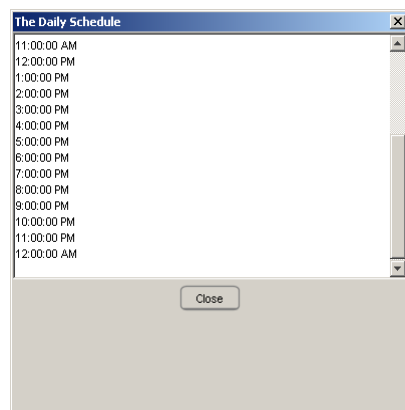 The Daily Schedule
11:00:00 AM
12:00:00 PM
1:00:00 PM
2:00:00 PM
3:00:00 PM
4:00:00 PM
5:00:00 PM
6:00:00 PM
7:00:00 PM
8:00:00 PM
9:00:00 PM
10:00:00 PM
11:00:00 PM
12:00:00 AM
Close